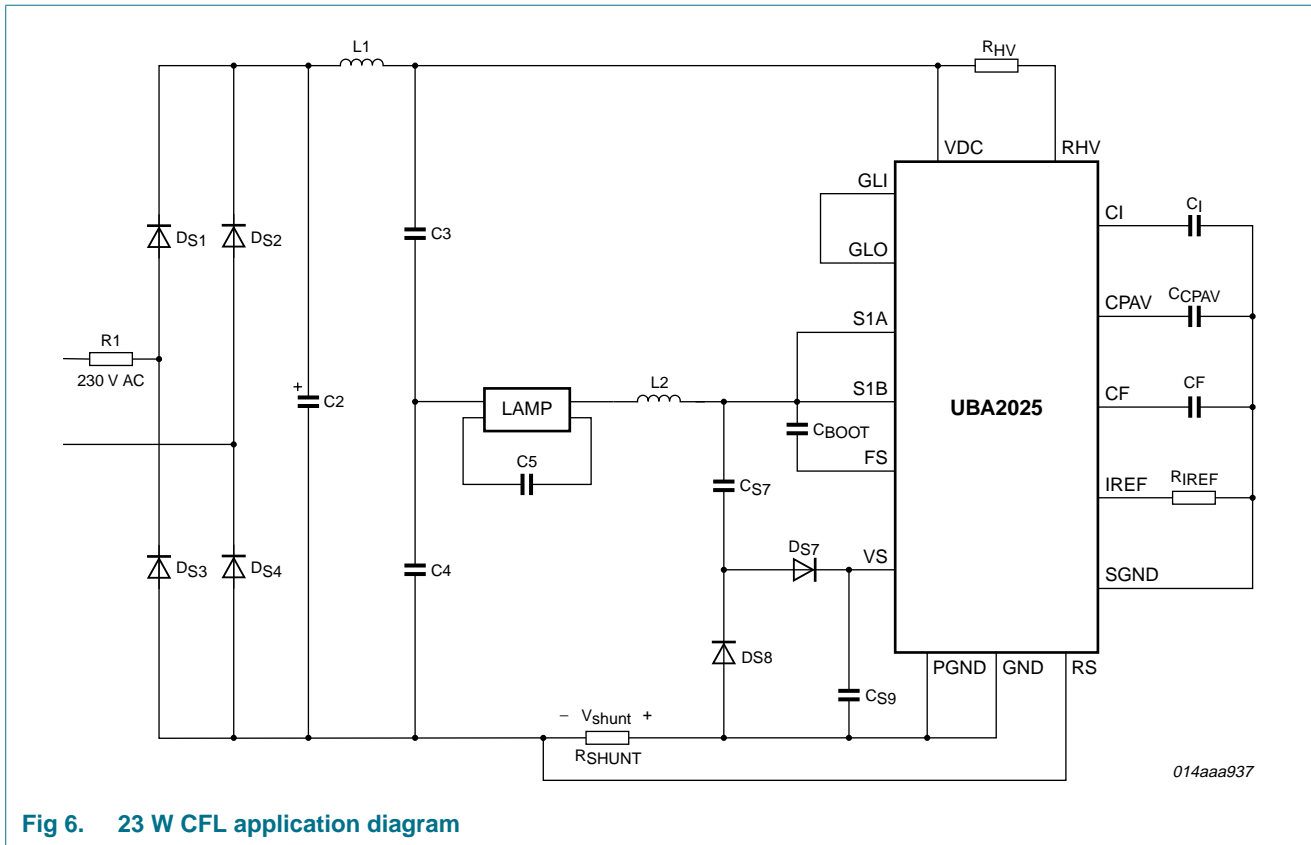 L1
RHV
VDC
RHV
GLI
CI
CI
DS1
DS2
C3
GLO
CPAV
CCPAV
R1
S1A
230 V AC
+
C2
LAMP
L2
–
S1B
UBA2025
CF
CF
CBOOT
C5
FS
CS7
IREF
RIREF
DS7
VS
DS3
DS4
C4
SGND
DS8
PGND
GND
RS
CS9
– Vshunt +
RSHUNT
014aaa937
Fig 6. 23 W CFL application diagram